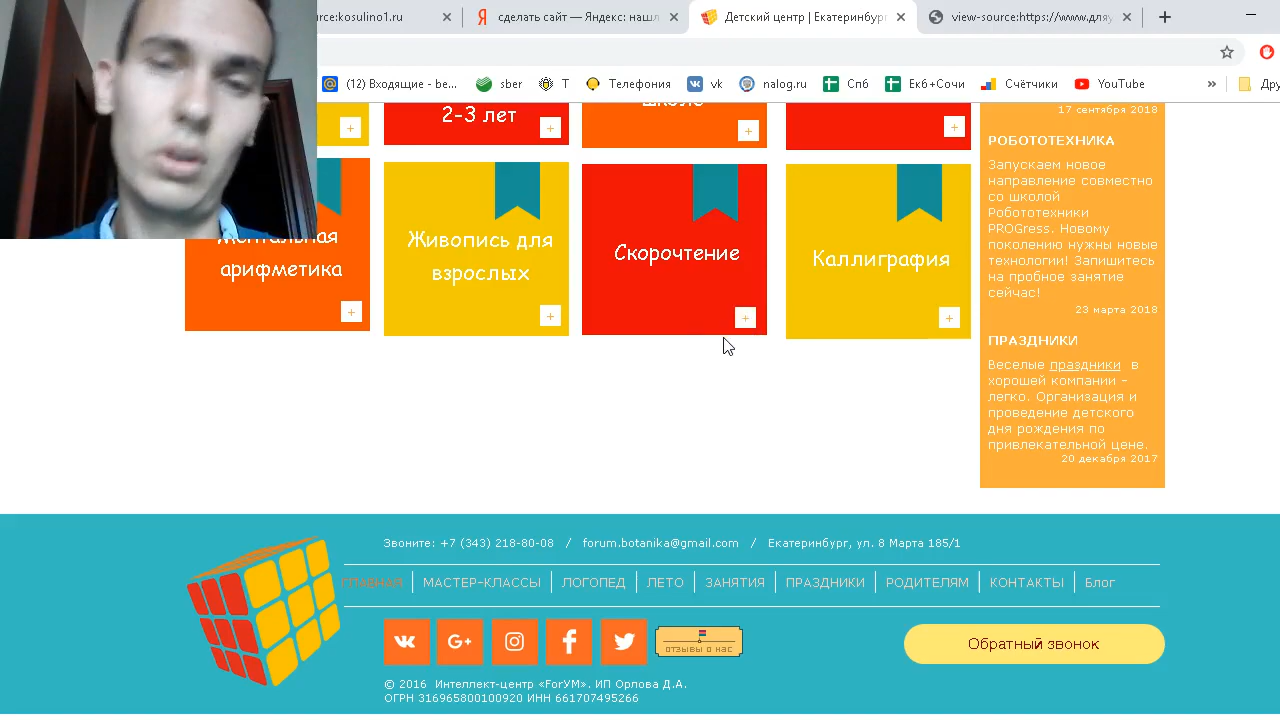 rce:kosulino1.ru
сделать сайт — Яндекс: нашл
Детский центр | Екатеринбург
view-source:https://www.для
(12) Входящие - be...
sber
Т
Телефония
vk
nalog.ru
Спб
Екб+Сочи
Счётчики
YouTube
»
Дру
2-3 лет
школе
+
+
+
+
Ментальная
арифметика
+
Живопись для
взрослых
+
Скорочтение
+
Каллиграфия
+
17 сентября 2018
РОБОТОТЕХНИКА
Запускаем новое
направление совместно
со школой
Робототехники
PROGress. Новому
поколению нужны новые
технологии! Запишитесь
на пробное занятие
сейчас!
23 марта 2018
ПРАЗДНИКИ
Веселые праздники в
хорошей компании –
легко. Организация и
проведение детского
дня рождения по
привлекательной цене.
20 декабря 2017
Звоните: +7 (343) 218-80-08 / forum.botanika@gmail.com / Екатеринбург, ул. 8 Марта 185/1
ГЛАВНАЯ МАСТЕР-КЛАССЫ ЛОГОПЕД ЛЕТО ЗАНЯТИЯ ПРАЗДНИКИ РОДИТЕЛЯМ КОНТАКТЫ Блог
G+
отзывы о нас
Обратный звонок
© 2016 Интеллект-центр «ForУМ». ИП Орлова Д.А.
ОГРН 316965800100920 ИНН 661707495266